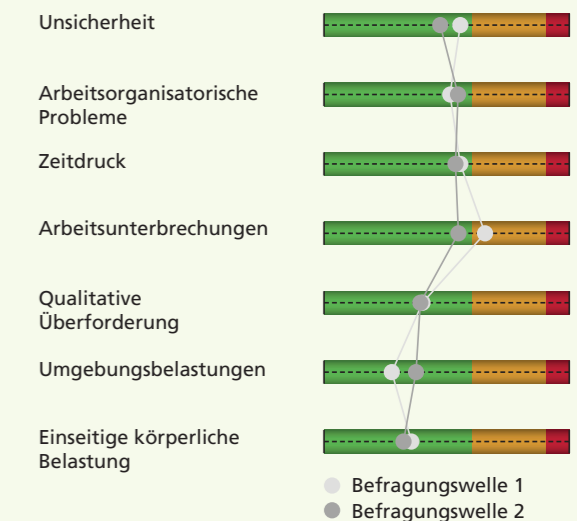 Unsicherheit
Arbeitsorganisatorische
Probleme
Zeitdruck
Arbeitsunterbrechungen
Qualitative
Überforderung
Umgebungsbelastungen
Einseitige körperliche
Belastung
Befragungswelle 1
Befragungswelle 2